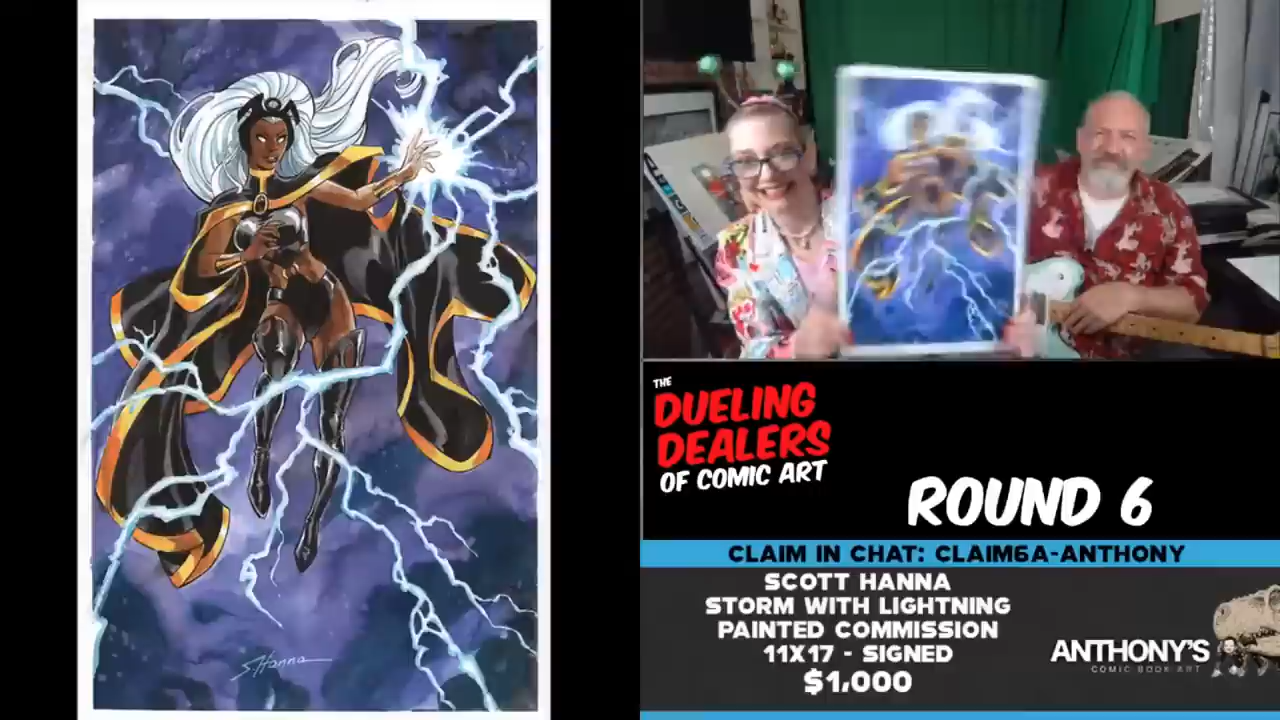 S.Hanna
THE
DUELING
DEALERS
OF COMIC ART
ROUND 6
CLAIM IN CHAT: CLAIM6A-ANTHONY
SCOTT HANNA
STORM WITH LIGHTNING
PAINTED COMMISSION
11X17 - SIGNED
$1,000
ANTHONY'S
COMIC BOOK ART